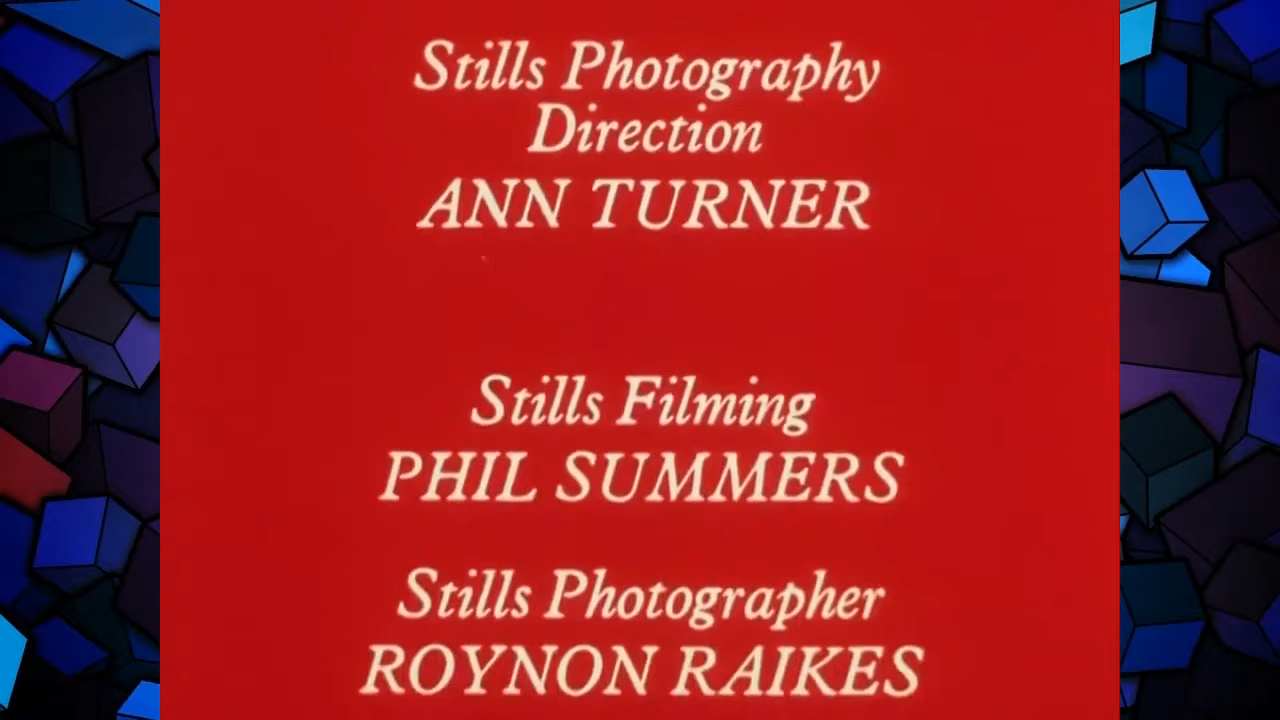 Stills Photography
Direction
ANN TURNER
Stills Filming
PHIL SUMMERS
Stills Photographer
ROYNON RAIKES